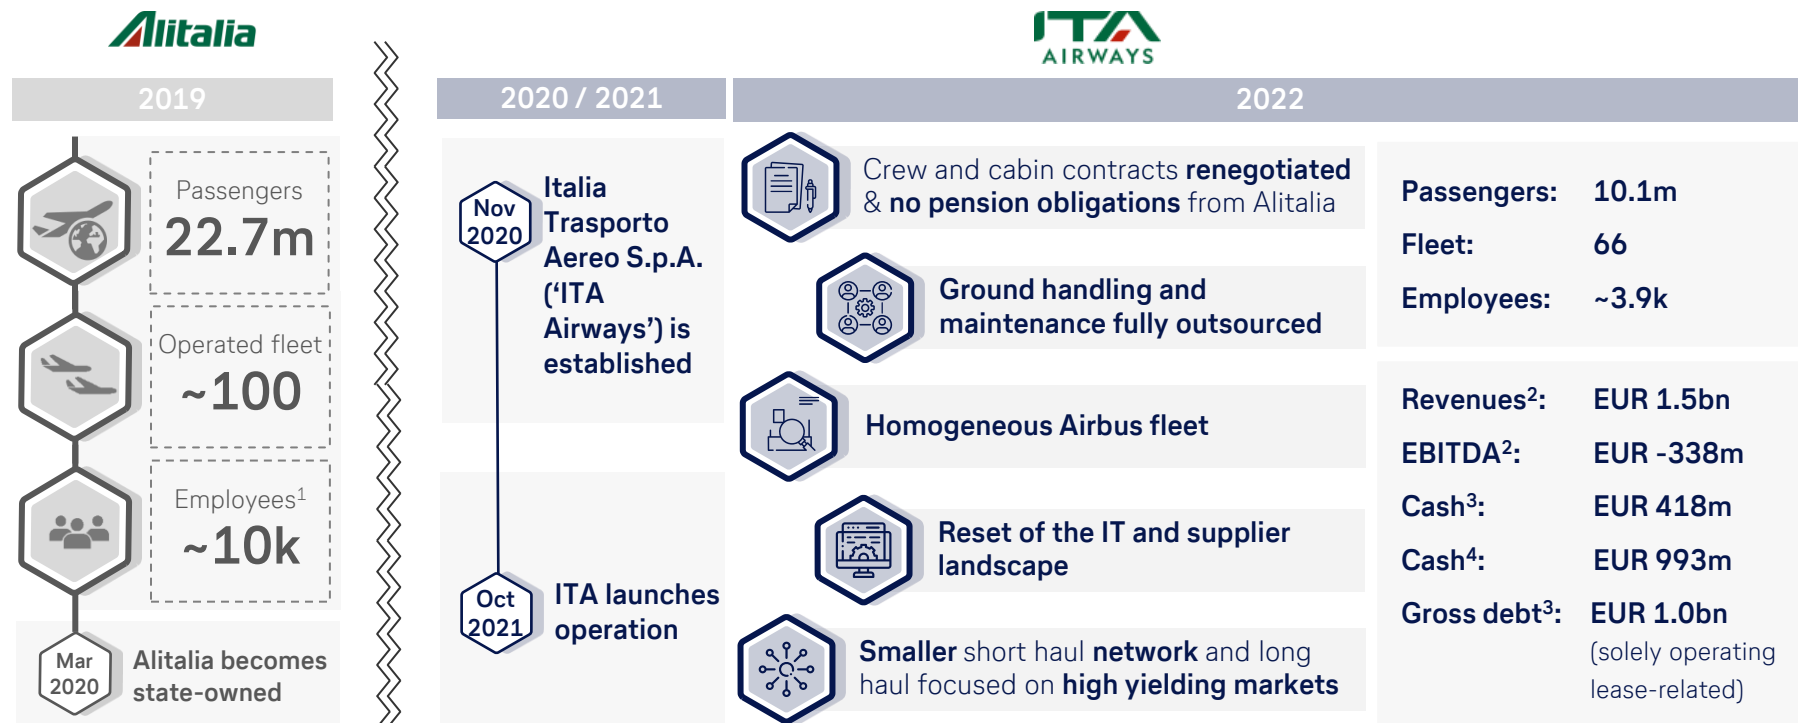 Alitalia
2019
Passengers
22.7m
Operated fleet
~100
Employees¹
~10k
Mar
2020
Alitalia becomes
state-owned
ITA
AIRWAYS
2020 / 2021
Nov
2020
Italia
Trasporto
Aereo S.p.A.
(‘ITA
Airways’) is
established
Oct
2021
ITA launches
operation
2022
Crew and cabin contracts renegotiated
& no pension obligations from Alitalia
Ground handling and
maintenance fully outsourced
Homogeneous Airbus fleet
Reset of the IT and supplier
landscape
Smaller short haul network and long
haul focused on high yielding markets
Passengers: 10.1m
Fleet: 66
Employees: ~3.9k
Revenues²: EUR 1.5bn
EBITDA²: EUR -338m
Cash³: EUR 418m
Cash⁴: EUR 993m
Gross debt³: EUR 1.0bn
(solely operating
lease-related)